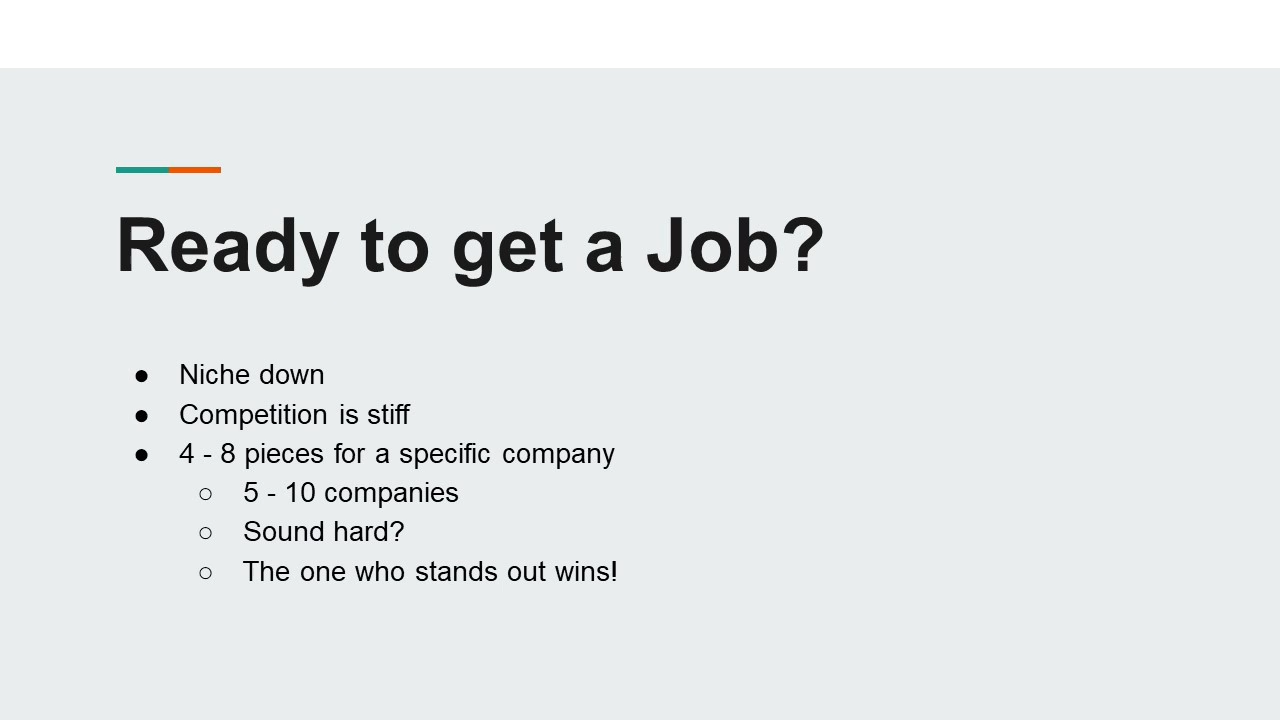 Ready to get a Job?
● Niche down
● Competition is stiff
● 4 - 8 pieces for a specific company
○ 5 - 10 companies
○ Sound hard?
○ The one who stands out wins!